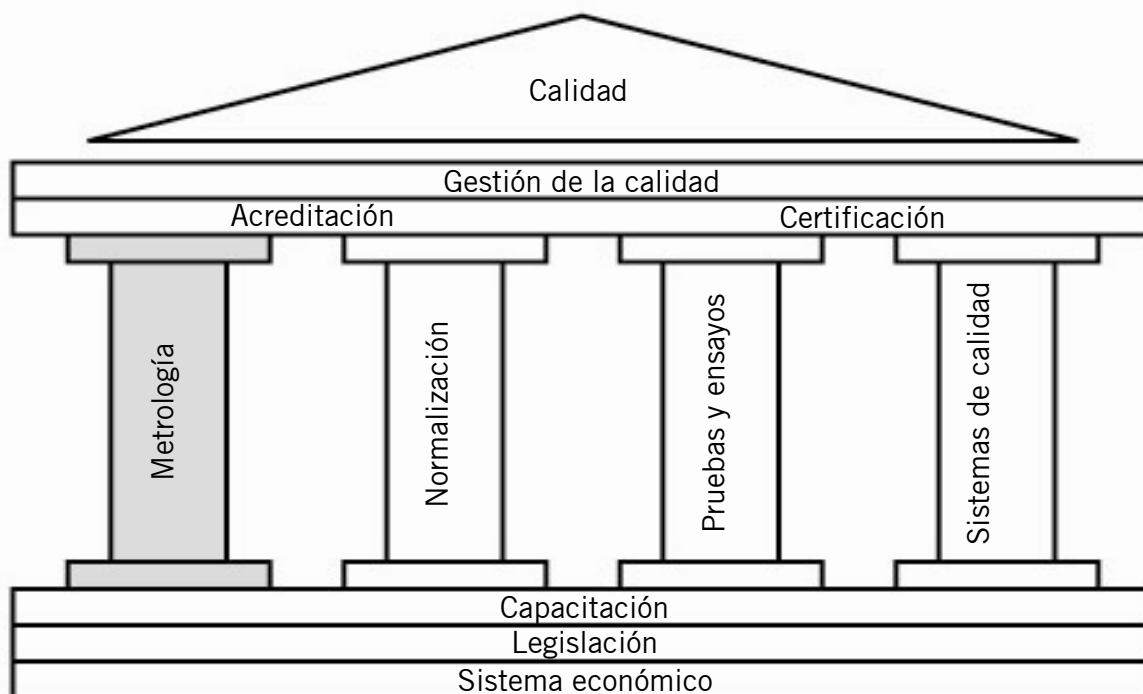 Calidad
Gestión de la calidad
Acreditación
Certificación
Metrología
Normalización
Pruebas y ensayos
Sistemas de calidad
Capacitación
Legislación
Sistema económico